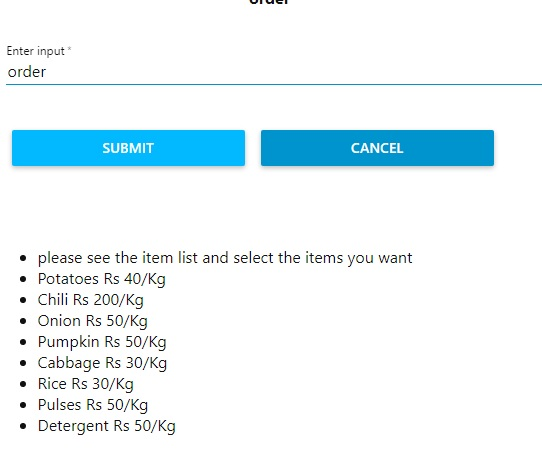 order
Enter input *
order
SUBMIT CANCEL
please see the item list and select the items you want
Potatoes Rs 40/Kg
Chili Rs 200/Kg
Onion Rs 50/Kg
Pumpkin Rs 50/Kg
Cabbage Rs 30/Kg
Rice Rs 30/Kg
Pulses Rs 50/Kg
Detergent Rs 50/Kg